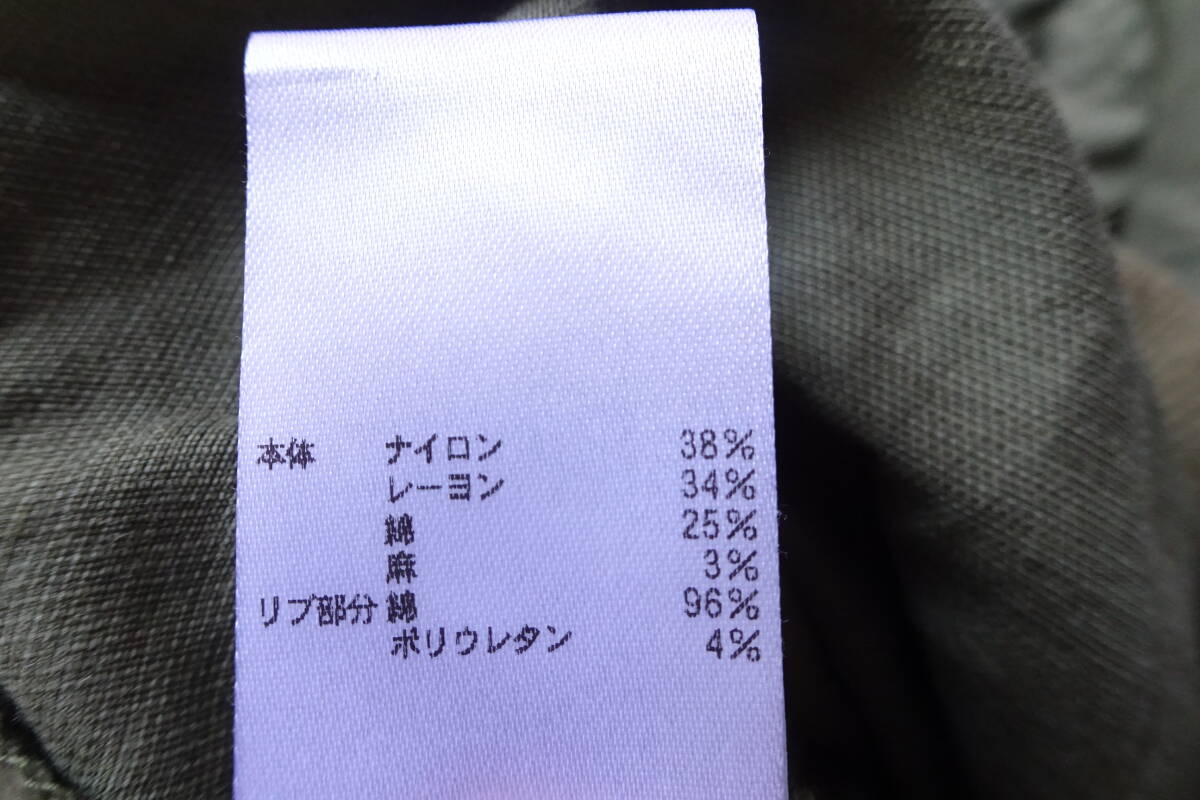 本体 ナイロン 38%
レーヨン 34%
綿 25%
麻 3%
リブ部分 綿 96%
ポリウレタン 4%